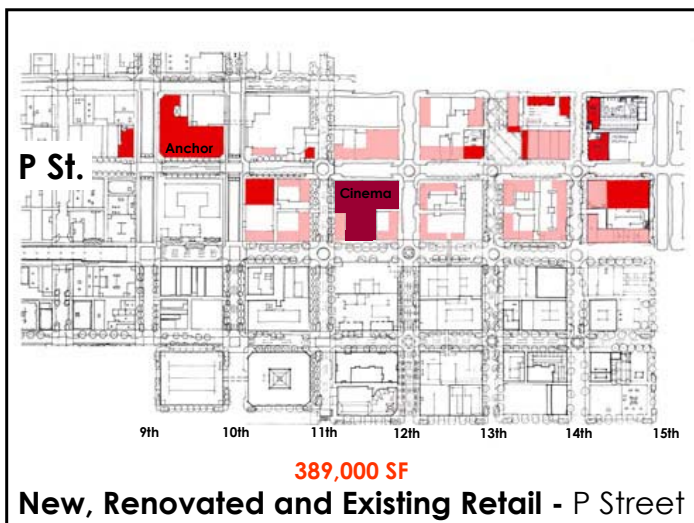 Anchor
P St.
Cinema
9th 10th 11th 12th 13th 14th 15th
389,000 SF
New, Renovated and Existing Retail - P Street